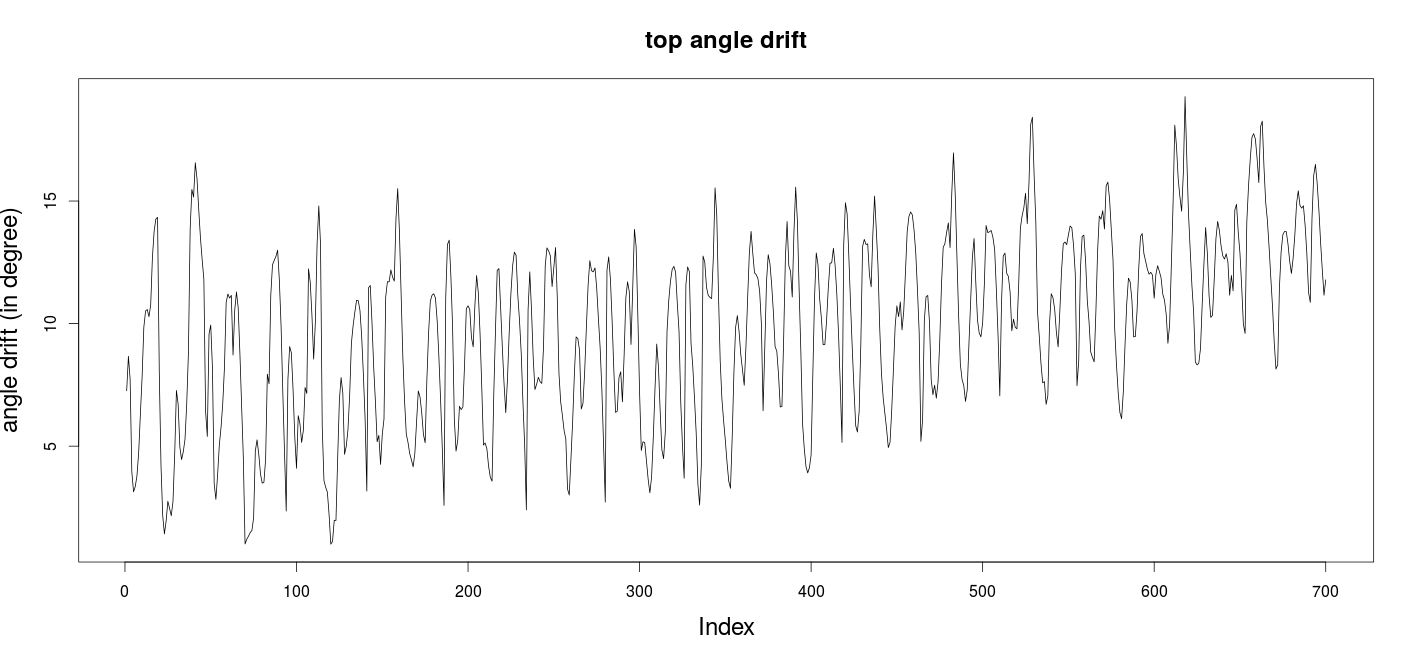 top angle drift
angle drift (in degree)
15
10
5
0 100 200 300 400 500 600 700
Index